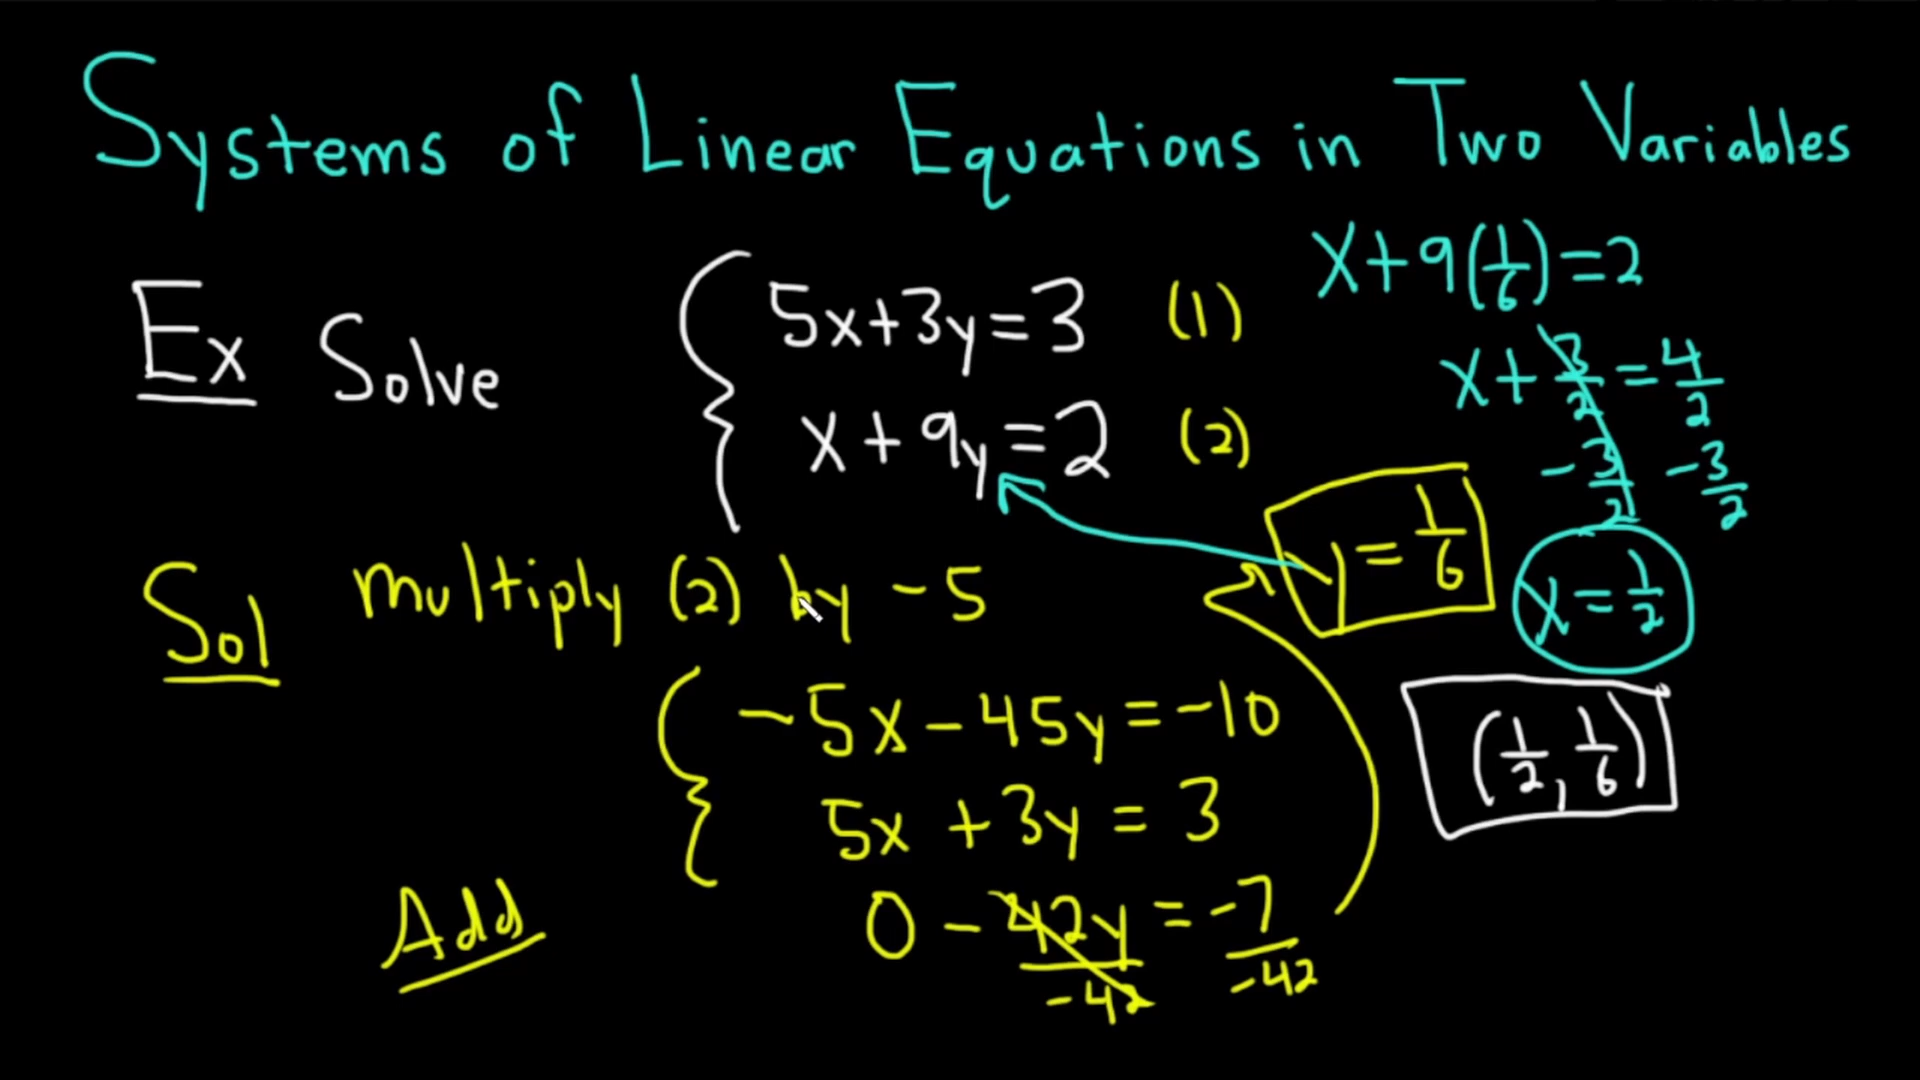 Systems of Linear Equations in Two Variables
Ex Solve
5x+3y=3 (1)
x+9y=2 (2)
Sol multiply (2) by -5
-5x-45y=-10
5x+3y=3
Add
0-42y/-42=-7/-42
y=1/6
x+9(1/6)=2
x+3/2=4/2
-3/2 -3/2
x=1/2
(1/2, 1/6)